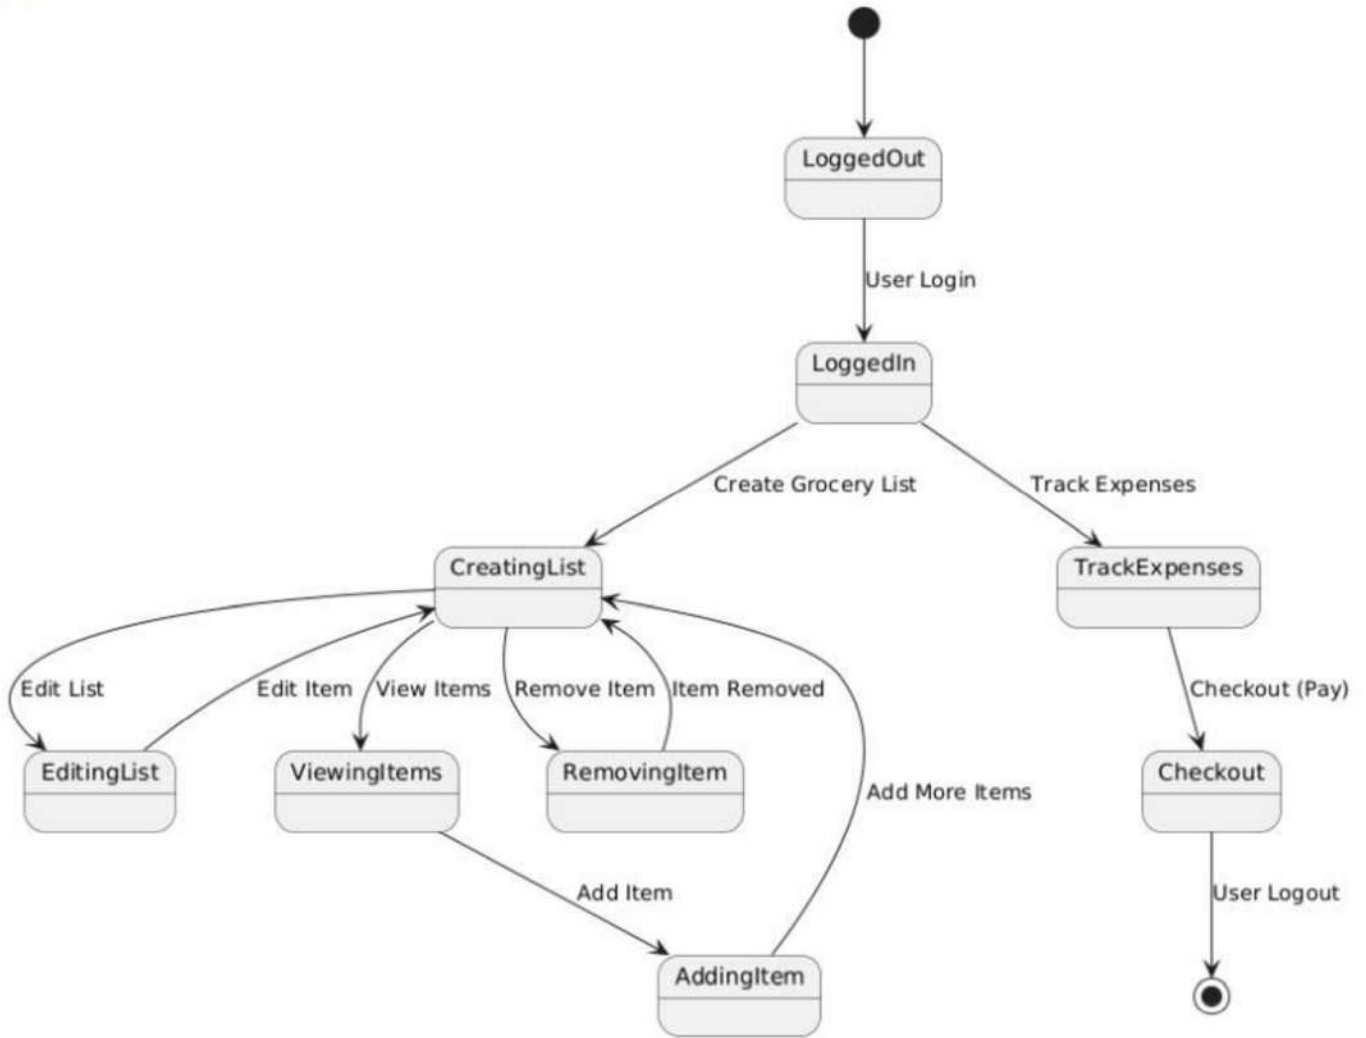 LoggedOut
User Login
LoggedIn
Create Grocery List
Track Expenses
CreatingList
TrackExpenses
Edit List
Edit Item
View Items
Remove Item
Item Removed
Checkout (Pay)
EditingList
ViewingItems
RemovingItem
Checkout
Add More Items
Add Item
User Logout
AddingItem